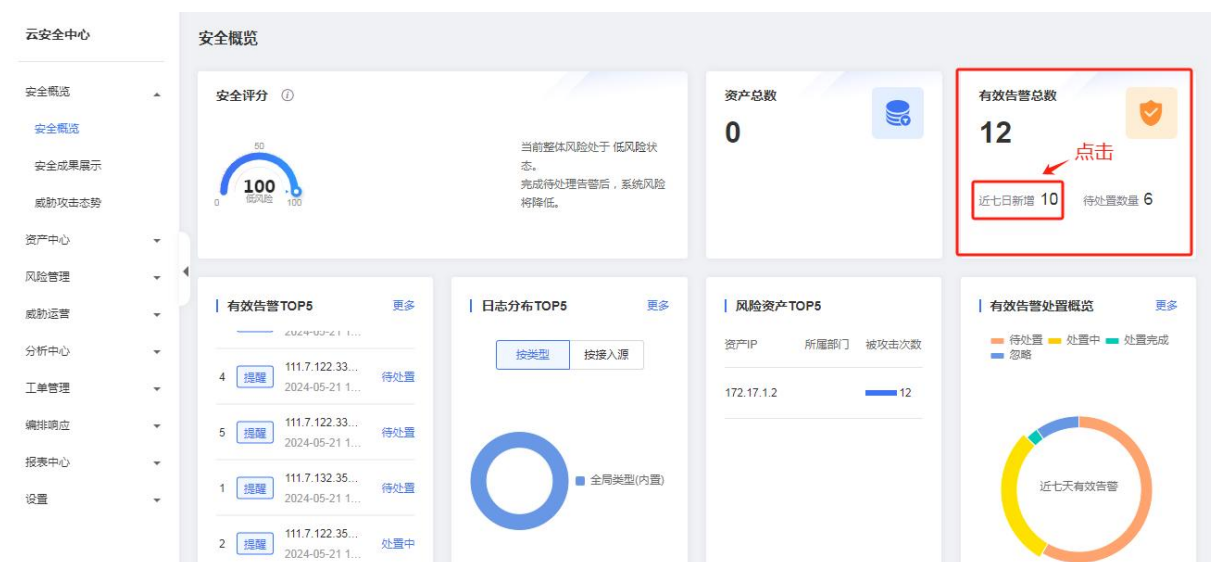 云安全中心
安全概览
安全概览
安全成果展示
威胁攻击态势
资产中心
风险管理
威胁运营
分析中心
工单管理
编排响应
报表中心
设置
安全概览
安全评分
50
100
低风险
0
100
当前整体风险处于 低风险状
态。
完成待处理告警后，系统风险
将降低。
资产总数
0
有效告警总数
12
点击
近七日新增 10 待处置数量 6
有效告警TOP5 更多
2024-05-21 1...
4 提醒 111.7.122.33... 待处置
2024-05-21 1...
5 提醒 111.7.122.33... 待处置
2024-05-21 1...
1 提醒 111.7.132.35... 待处置
2024-05-21 1...
2 提醒 111.7.122.35... 处置中
2024-05-21 1...
日志分布TOP5 更多
按类型 按接入源
全局类型(内置)
风险资产TOP5
资产IP 所属部门 被攻击次数
172.17.1.2 12
有效告警处置概览 更多
待处置 处置中 处置完成
忽略
近七天有效告警